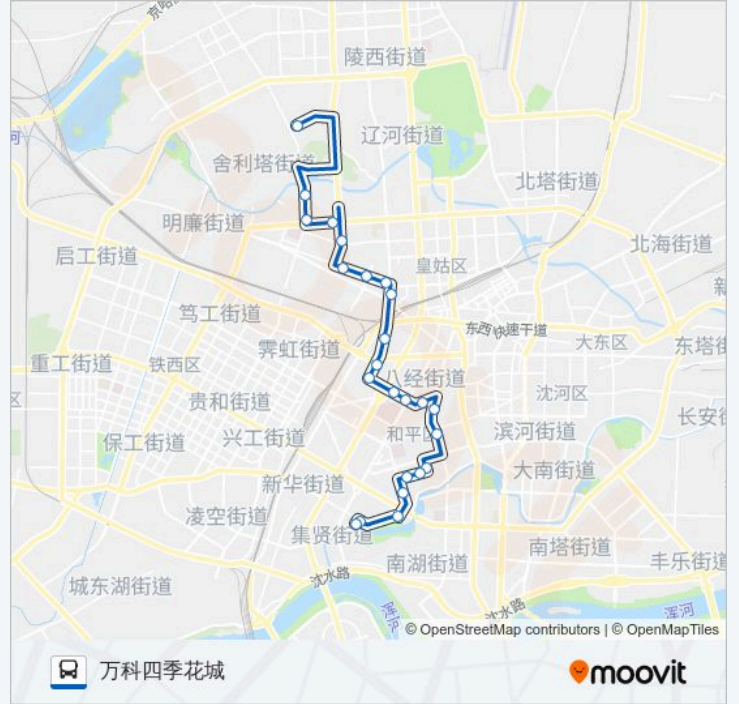 京哈
陵西街道
辽河街道
河
舍利塔街道
北塔街道
明廉街道
北海街道
启工街道
皇姑区
新
笃工街道
东西快速干道
霁虹街道
大东区
东塔街
重工街道
铁西区
八经街道
沈河区
区
贵和街道
长安街
和平区
滨河街道
兴工街道
保工街道
大南街道
新华街道
凌空街道
集贤街道
南塔街道
南湖街道
丰乐街道
沈水路
城东湖街道
沈水路
浑河
浑河
© OpenStreetMap contributors | © OpenMapTiles
万科四季花城
moovit